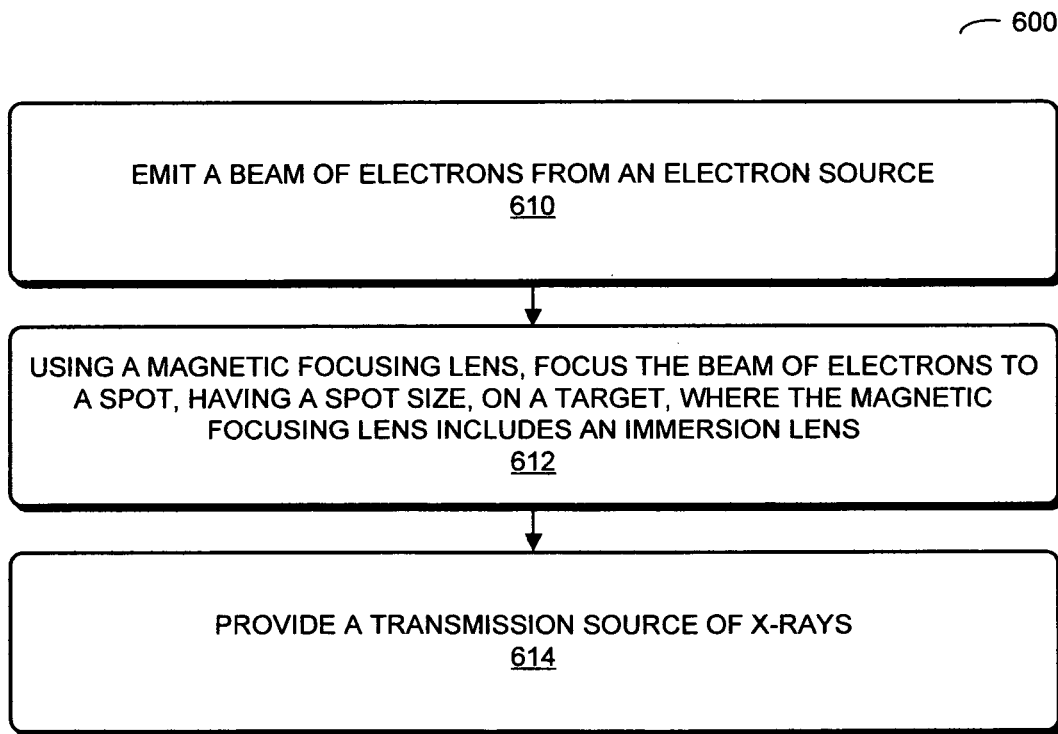 600
EMIT A BEAM OF ELECTRONS FROM AN ELECTRON SOURCE
610
USING A MAGNETIC FOCUSING LENS, FOCUS THE BEAM OF ELECTRONS TO
A SPOT, HAVING A SPOT SIZE, ON A TARGET, WHERE THE MAGNETIC
FOCUSING LENS INCLUDES AN IMMERSION LENS
612
PROVIDE A TRANSMISSION SOURCE OF X-RAYS
614